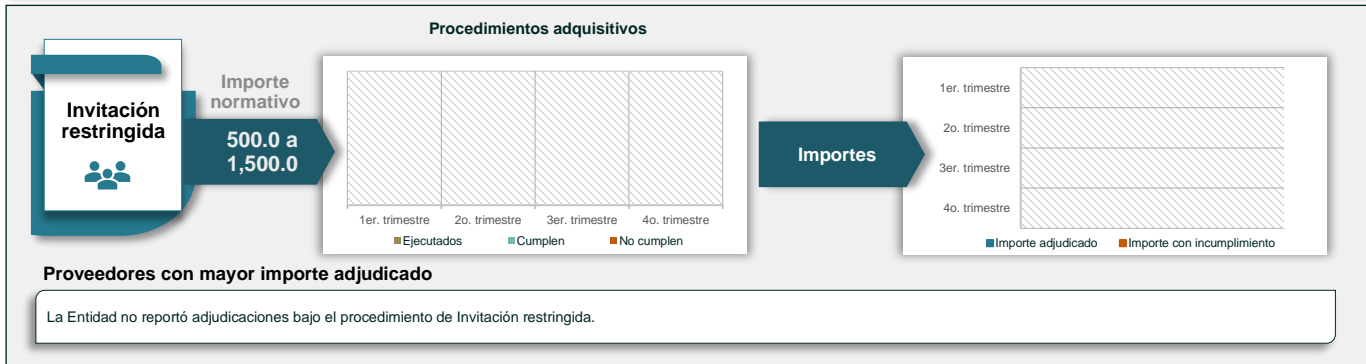 Procedimientos adquisitivos
Invitación
restringida
Importe
normativo
500.0 a
1,500.0
1er. trimestre
2o. trimestre
3er. trimestre
4o. trimestre
Ejecutados
Cumplen
No cumplen
Importes
1er. trimestre
2o. trimestre
3er. trimestre
4o. trimestre
Importe adjudicado
Importe con incumplimiento
Proveedores con mayor importe adjudicado
La Entidad no reportó adjudicaciones bajo el procedimiento de Invitación restringida.